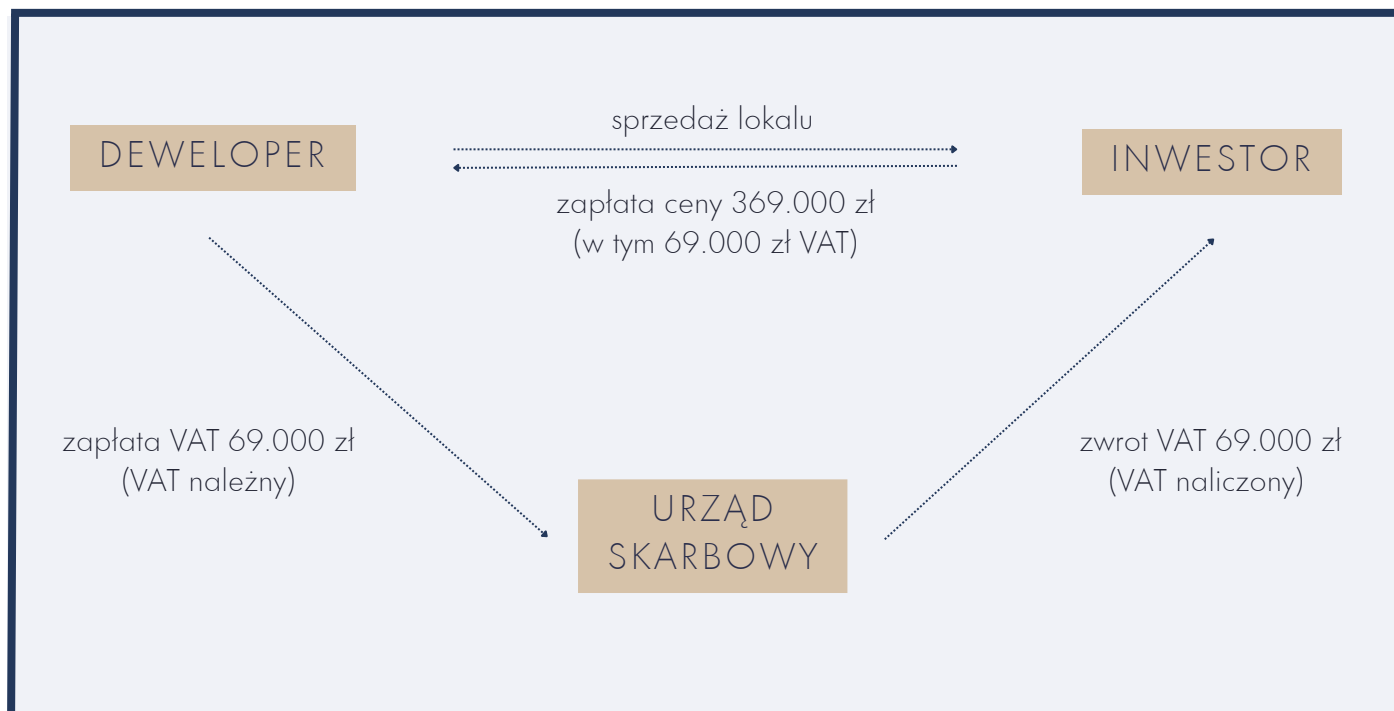 sprzedaż lokalu
DEWELOPER
INWESTOR
zapłata ceny 369.000 zł
(w tym 69.000 zł VAT)
zapłata VAT 69.000 zł
(VAT należny)
zwrot VAT 69.000 zł
(VAT naliczony)
URZĄD
SKARBOWY